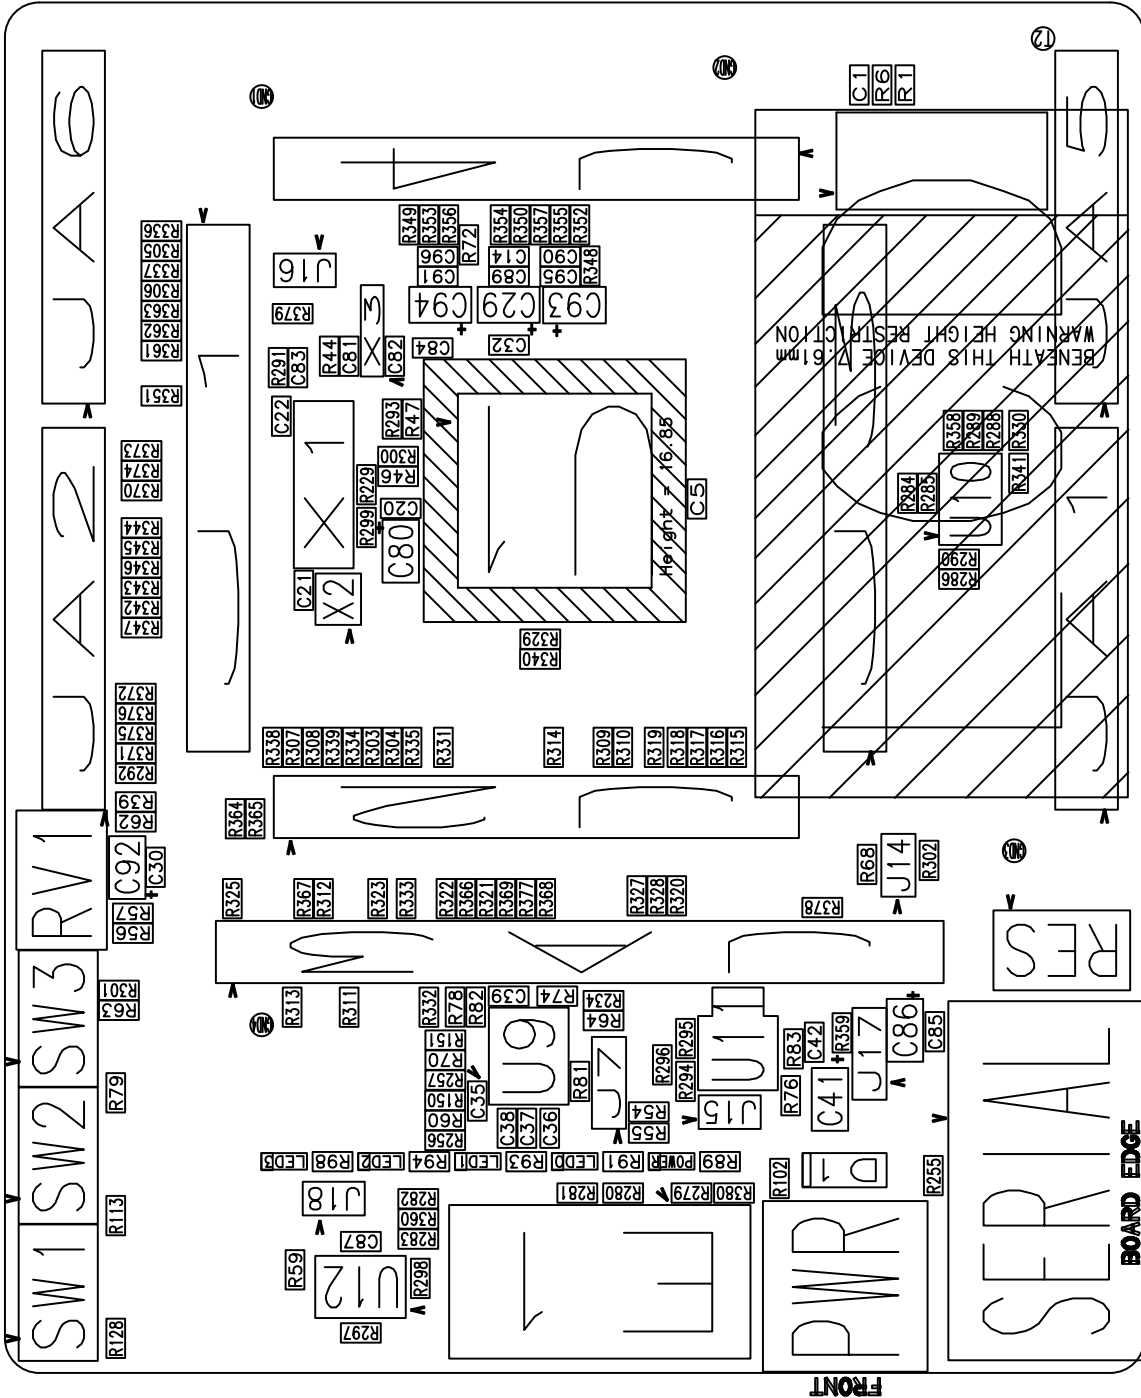 T2
GND2
GND1
C1
R6
R1
JA6
J4
JA5
R336
R305
R337
R306
R363
R362
R361
R351
J16
R379
R349
R353
R356
R72
R354
R350
R357
R355
R352
C96
C91
C14
C89
C90
C95
R348
C94
C29
C93
C84
C32
X3
R44
C81
C82
R291
C83
WARNING HEIGHT RESTRICTION
BENEATH THIS DEVICE 7.61mm
J1
JA2
R373
R374
R370
R344
R345
R346
R343
R342
R347
C22
X1
R293
R47
R300
R46
R229
R299
C20
C80
C21
X2
Height = 16.85
C5
R358
R289
R288
R330
R341
R284
R285
U10
R290
R286
JA1
R329
R340
R372
R376
R375
R371
R292
R39
R62
R338
R307
R308
R339
R334
R303
R304
R335
R331
R314
R309
R310
R319
R318
R317
R316
R315
R364
R365
J2
RV1
C92
C30
R57
R56
R68
J14
R302
GND3
R325
R367
R312
R323
R333
R322
R366
R321
R369
R377
R368
R327
R328
R320
R378
JA3
RES
SW3
R301
R63
R313
R311
GND4
R332
R78
R82
C39
R74
R234
R64
R151
R70
R257
R150
R60
R256
C35
U9
C38
C37
C36
R81
J7
R296
R295
R294
U11
R54
R55
J15
R83
C42
R359
R76
C41
J17
C86
C85
SW2
R79
LED3
R98
LED2
R94
LED1
R93
LED0
R91
POWER
R89
R102
D1
R255
SERIAL
BOARD EDGE
R113
J18
R282
R360
R283
R281
R280
R279
R380
SW1
R59
C87
U12
R298
R297
R128
E1
PWR
FRONT